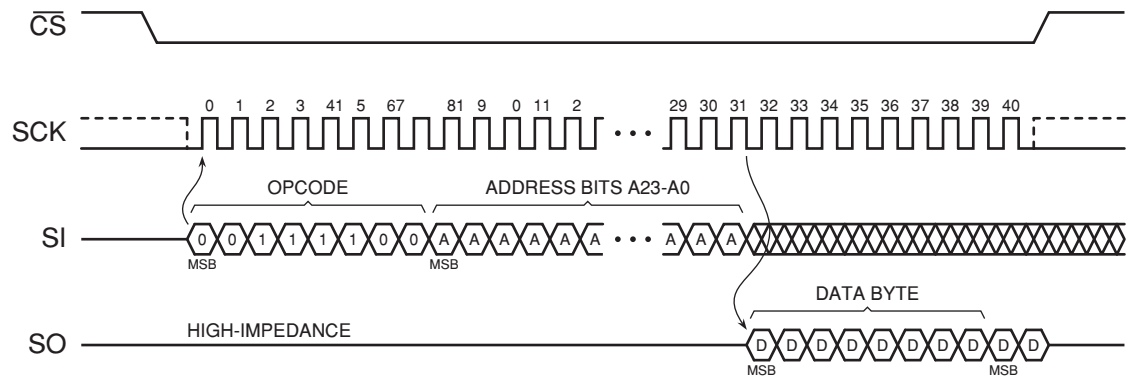 CS
0 1 2 3 41 5 67 81 9 0 11 2 29 30 31 32 33 34 35 36 37 38 39 40
SCK
OPCODE ADDRESS BITS A23-A0
SI 0 0 1 1 1 1 0 0 A A A A A A • • • A A A
MSB MSB
DATA BYTE
HIGH-IMPEDANCE
SO D D D D D D D D D D
MSB MSB